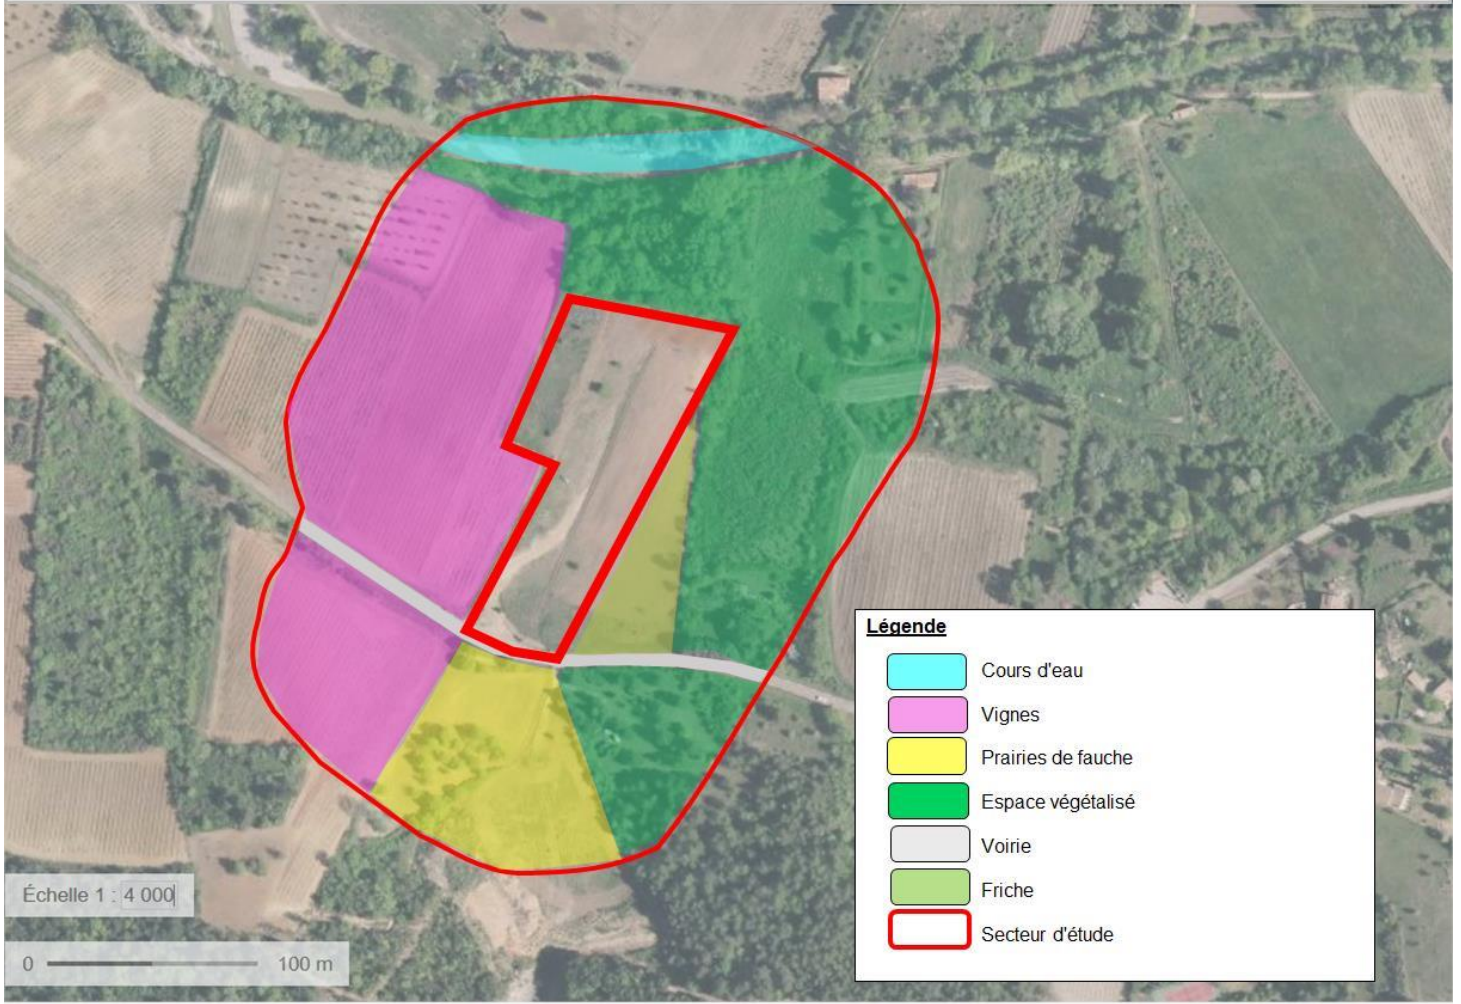 Légende
Cours d'eau
Vignes
Prairies de fauche
Espace végétalisé
Voirie
Friche
Secteur d'étude
Échelle 1 : 4 000
0 100 m